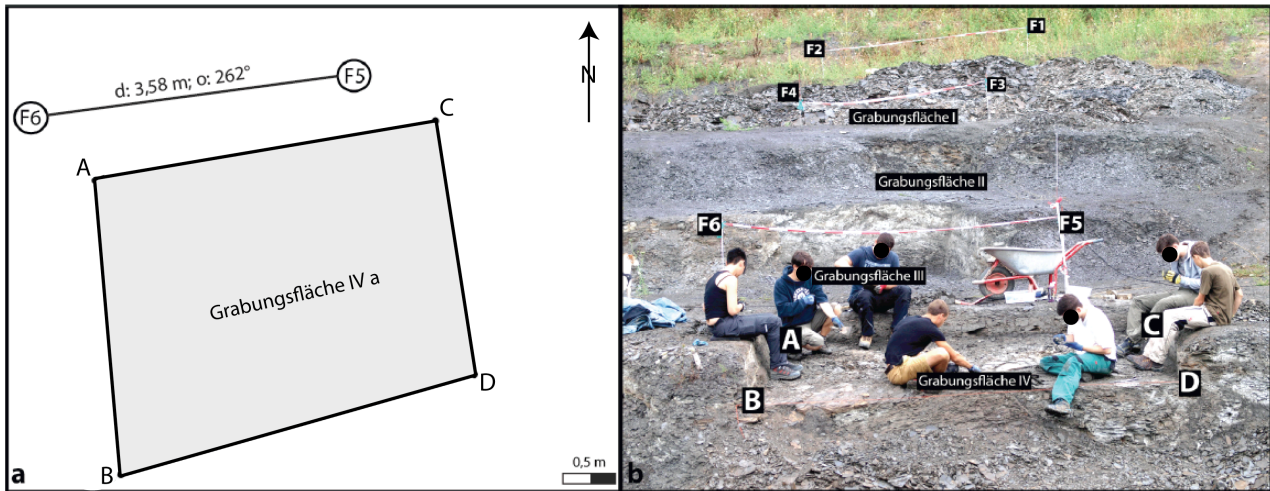 d: 3,58 m; o: 262°
F5
F6
N
C
A
Grabungsfläche IV a
D
B
0,5 m
a
F1
F2
F3
F4
Grabungsfläche I
Grabungsfläche II
F6
F5
Grabungsfläche III
A
C
Grabungsfläche IV
B
D
b